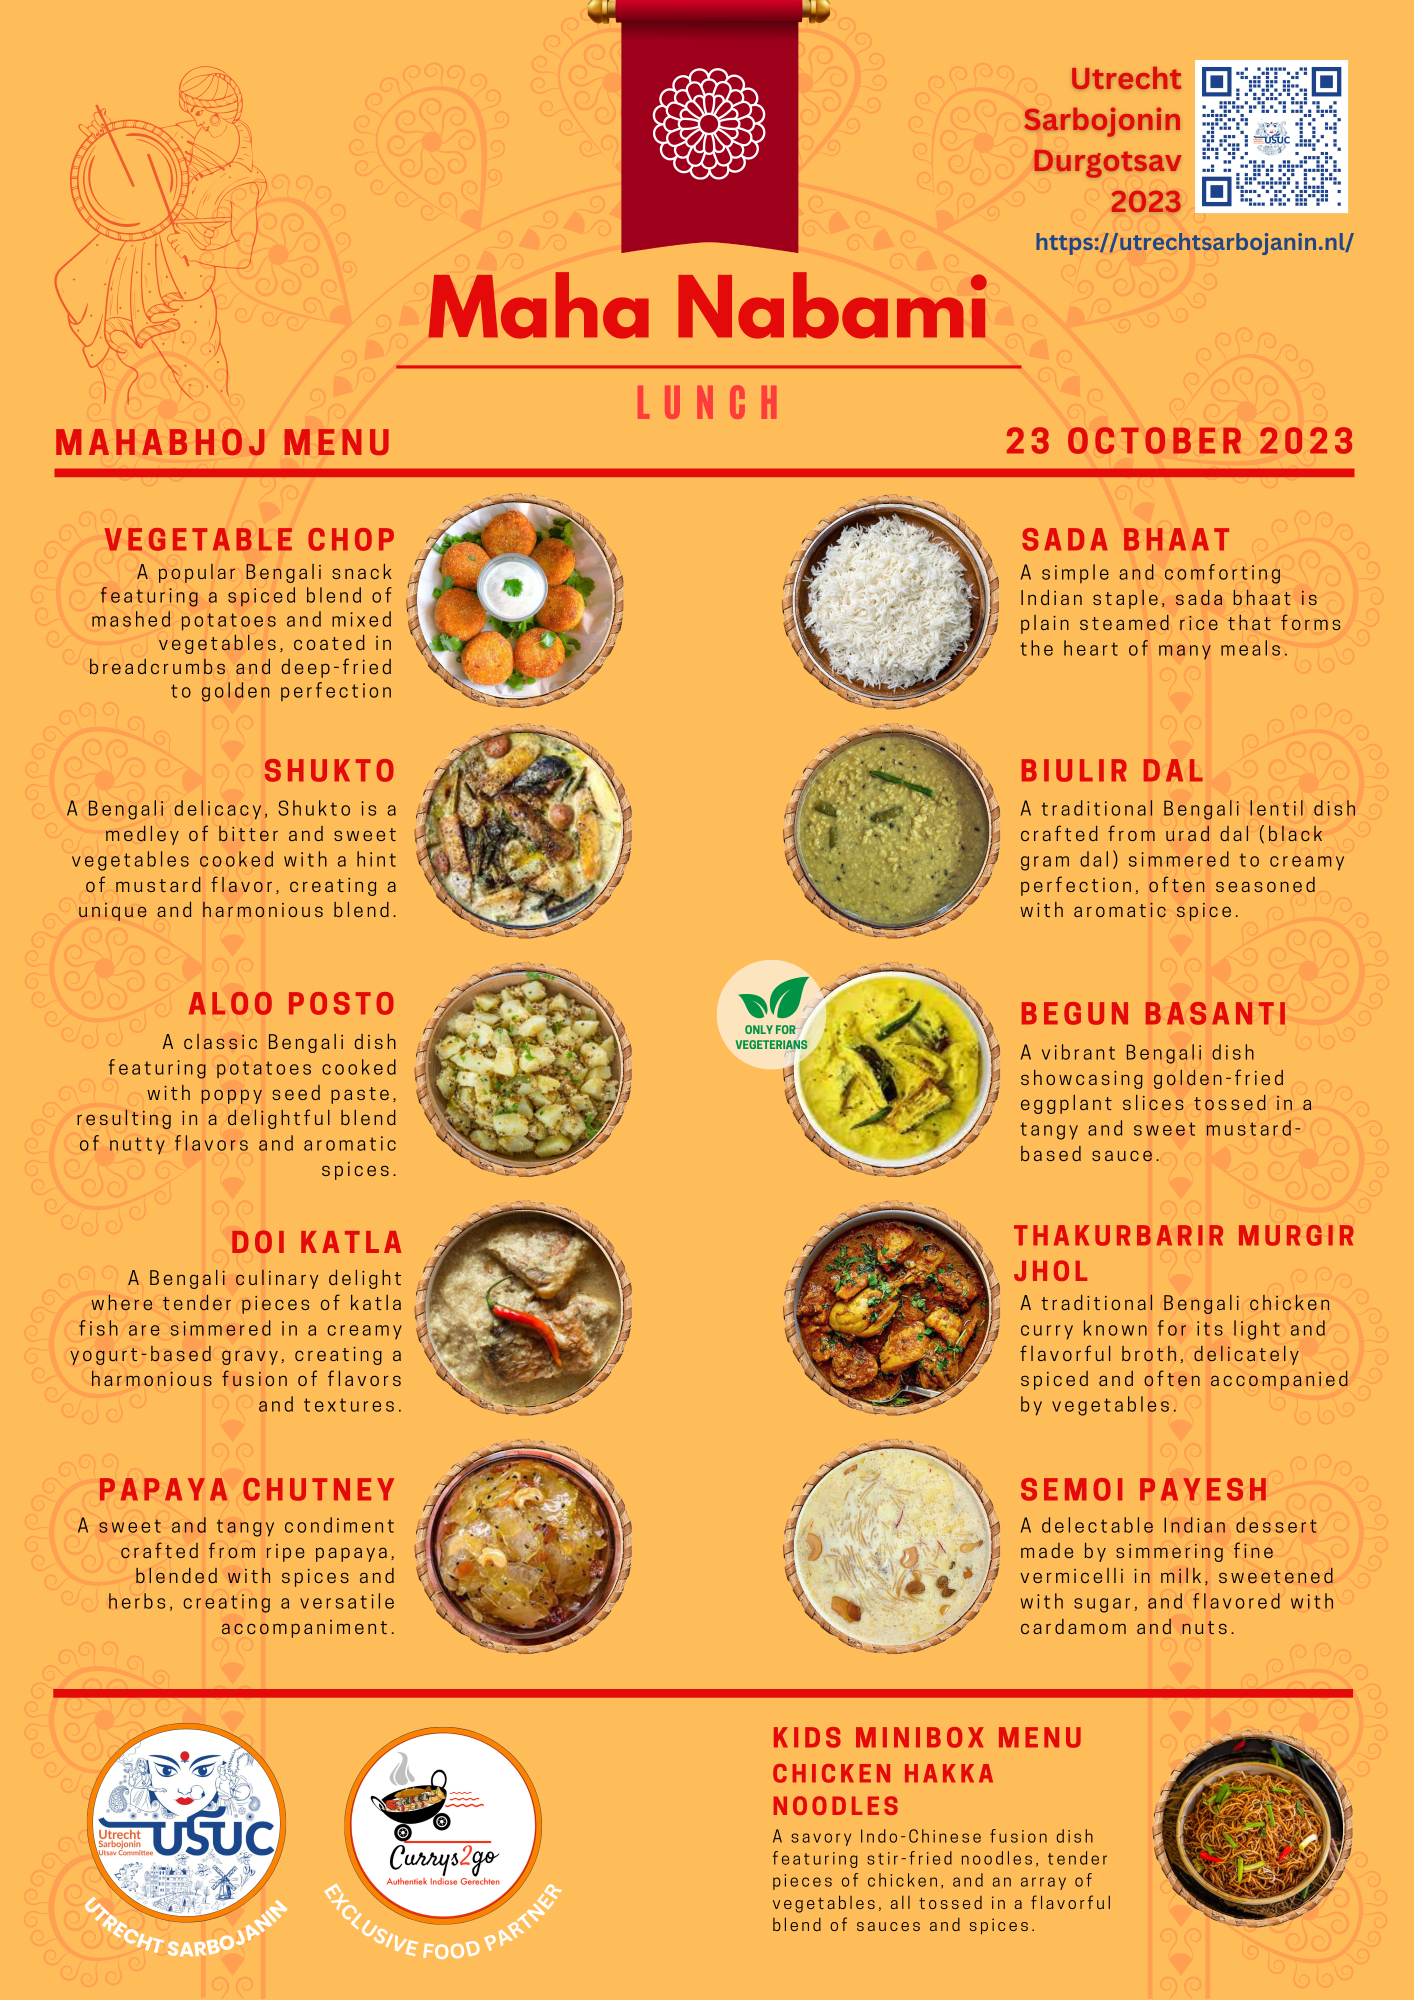 Utrecht
Sarbojonin
Durgotsav
2023
USUC
https://utrechtsarbojanin.nl/
Maha Nabami
LUNCH
MAHABHOJ MENU
23 OCTOBER 2023
VEGETABLE CHOP
A popular Bengali snack
featuring a spiced blend of
mashed potatoes and mixed
vegetables, coated in
breadcrumbs and deep-fried
to golden perfection
SADA BHAAT
A simple and comforting
Indian staple, sada bhaat is
plain steamed rice that forms
the heart of many meals.
SHUKTO
A Bengali delicacy, Shukto is a
medley of bitter and sweet
vegetables cooked with a hint
of mustard flavor, creating a
unique and harmonious blend.
BIULIR DAL
A traditional Bengali lentil dish
crafted from urad dal (black
gram dal) simmered to creamy
perfection, often seasoned
with aromatic spice.
ALOO POSTO
A classic Bengali dish
featuring potatoes cooked
with poppy seed paste,
resulting in a delightful blend
of nutty flavors and aromatic
spices.
ONLY FOR
VEGETERIANS
BEGUN BASANTI
A vibrant Bengali dish
showcasing golden-fried
eggplant slices tossed in a
tangy and sweet mustard-
based sauce.
DOI KATLA
A Bengali culinary delight
where tender pieces of katla
fish are simmered in a creamy
yogurt-based gravy, creating a
harmonious fusion of flavors
and textures.
THAKURBARIR MURGIR
JHOL
A traditional Bengali chicken
curry known for its light and
flavorful broth, delicately
spiced and often accompanied
by vegetables.
PAPAYA CHUTNEY
A sweet and tangy condiment
crafted from ripe papaya,
blended with spices and
herbs, creating a versatile
accompaniment.
SEMOI PAYESH
A delectable Indian dessert
made by simmering fine
vermicelli in milk, sweetened
with sugar, and flavored with
cardamom and nuts.
Utrecht
Sarbojonin
Utsav Committee
USUC
UTRECHT SARBOJANIN
Currys2go
Authentiek Indiase Gerechten
EXCLUSIVE FOOD PARTNER
KIDS MINIBOX MENU
CHICKEN HAKKA
NOODLES
A savory Indo-Chinese fusion dish
featuring stir-fried noodles, tender
pieces of chicken, and an array of
vegetables, all tossed in a flavorful
blend of sauces and spices.